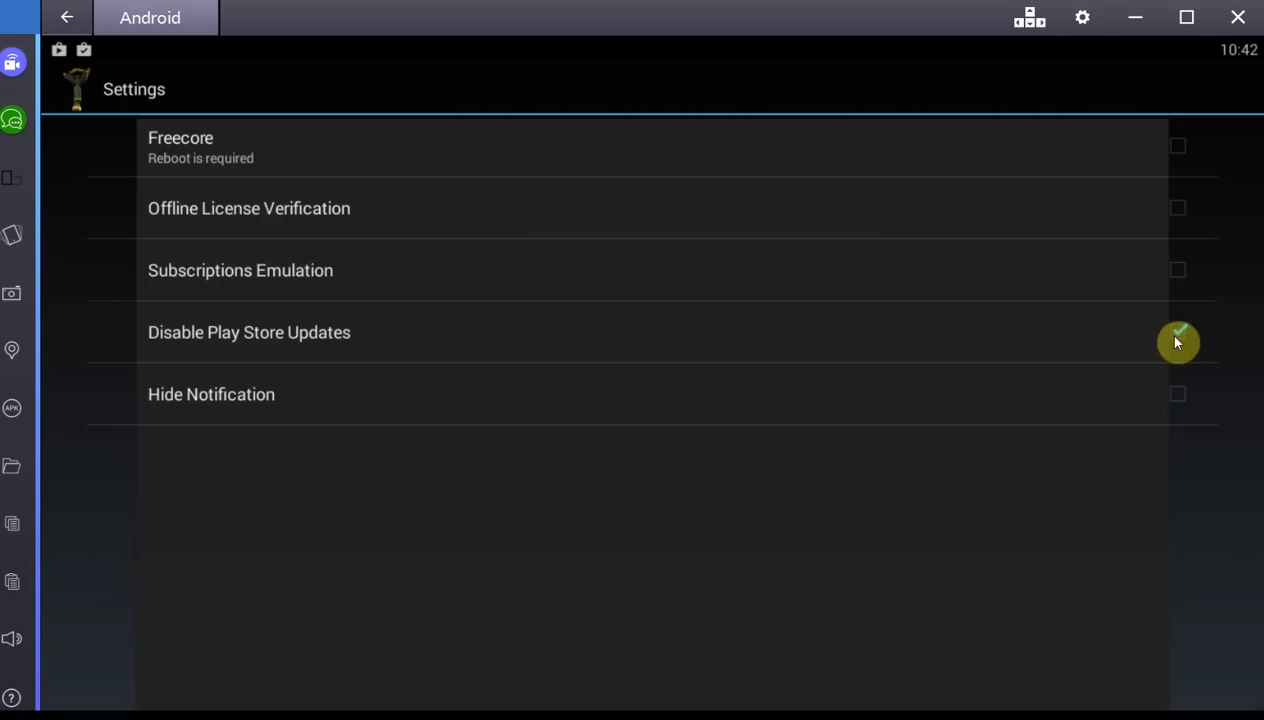 Android
10:42
Settings
Freecore
Reboot is required
Offline License Verification
Subscriptions Emulation
Disable Play Store Updates
Hide Notification
APK
?